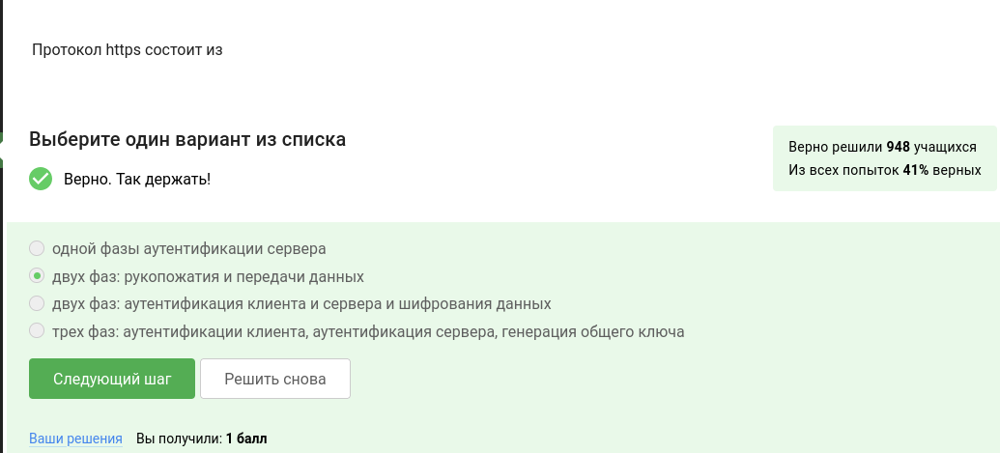 Протокол https состоит из
Выберите один вариант из списка
Верно. Так держать!
Верно решили 948 учащихся
Из всех попыток 41% верных
одной фазы аутентификации сервера
двух фаз: рукопожатия и передачи данных
двух фаз: аутентификация клиента и сервера и шифрования данных
трех фаз: аутентификации клиента, аутентификация сервера, генерация общего ключа
Следующий шаг
Решить снова
Ваши решения Вы получили: 1 балл